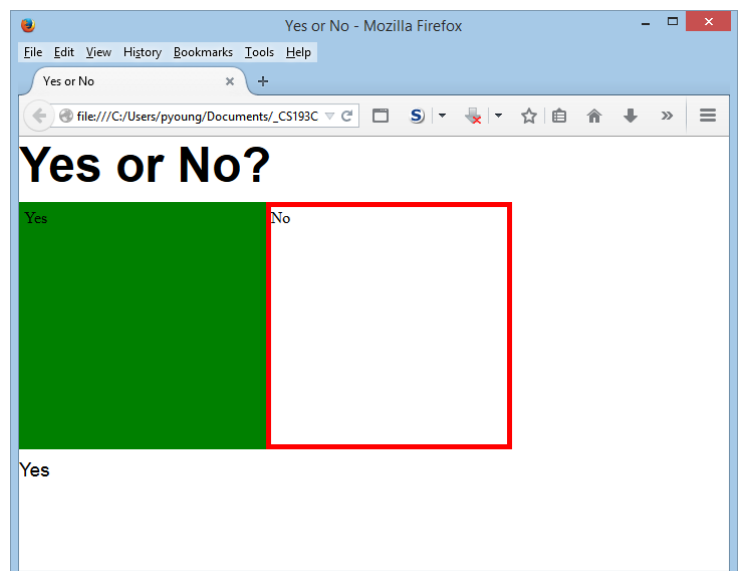 Yes or No - Mozilla Firefox
File Edit View History Bookmarks Tools Help
Yes or No
file:///C:/Users/pyoung/Documents/_CS193C
S
Yes or No?
Yes No
Yes